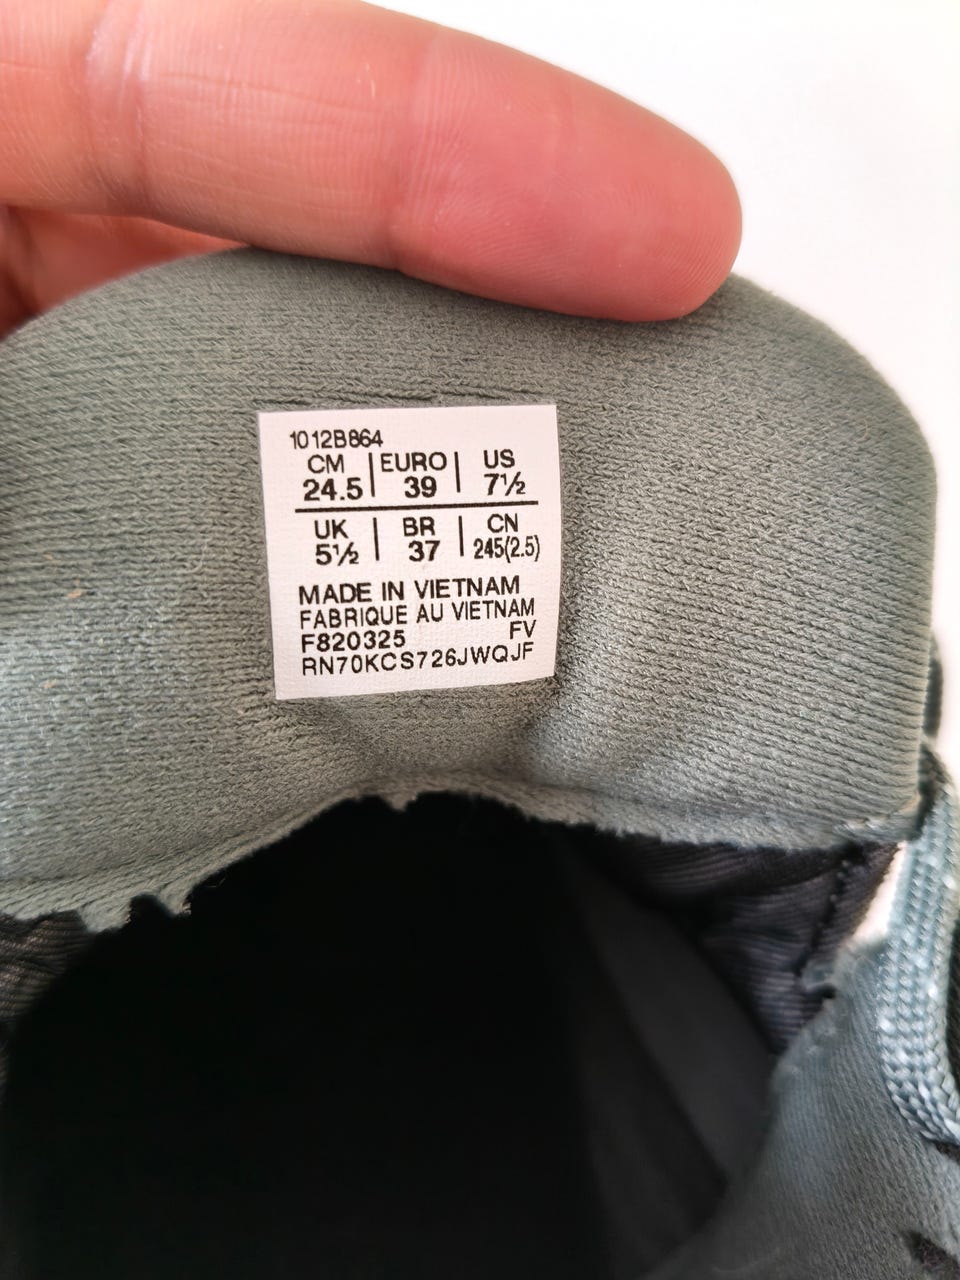 1012B864
CM | EURO | US
24.5 | 39 | 7½
UK | BR | CN
5½ | 37 | 245(2.5)
MADE IN VIETNAM
FABRIQUE AU VIETNAM
F820325 FV
RN70KCS726JWQJF